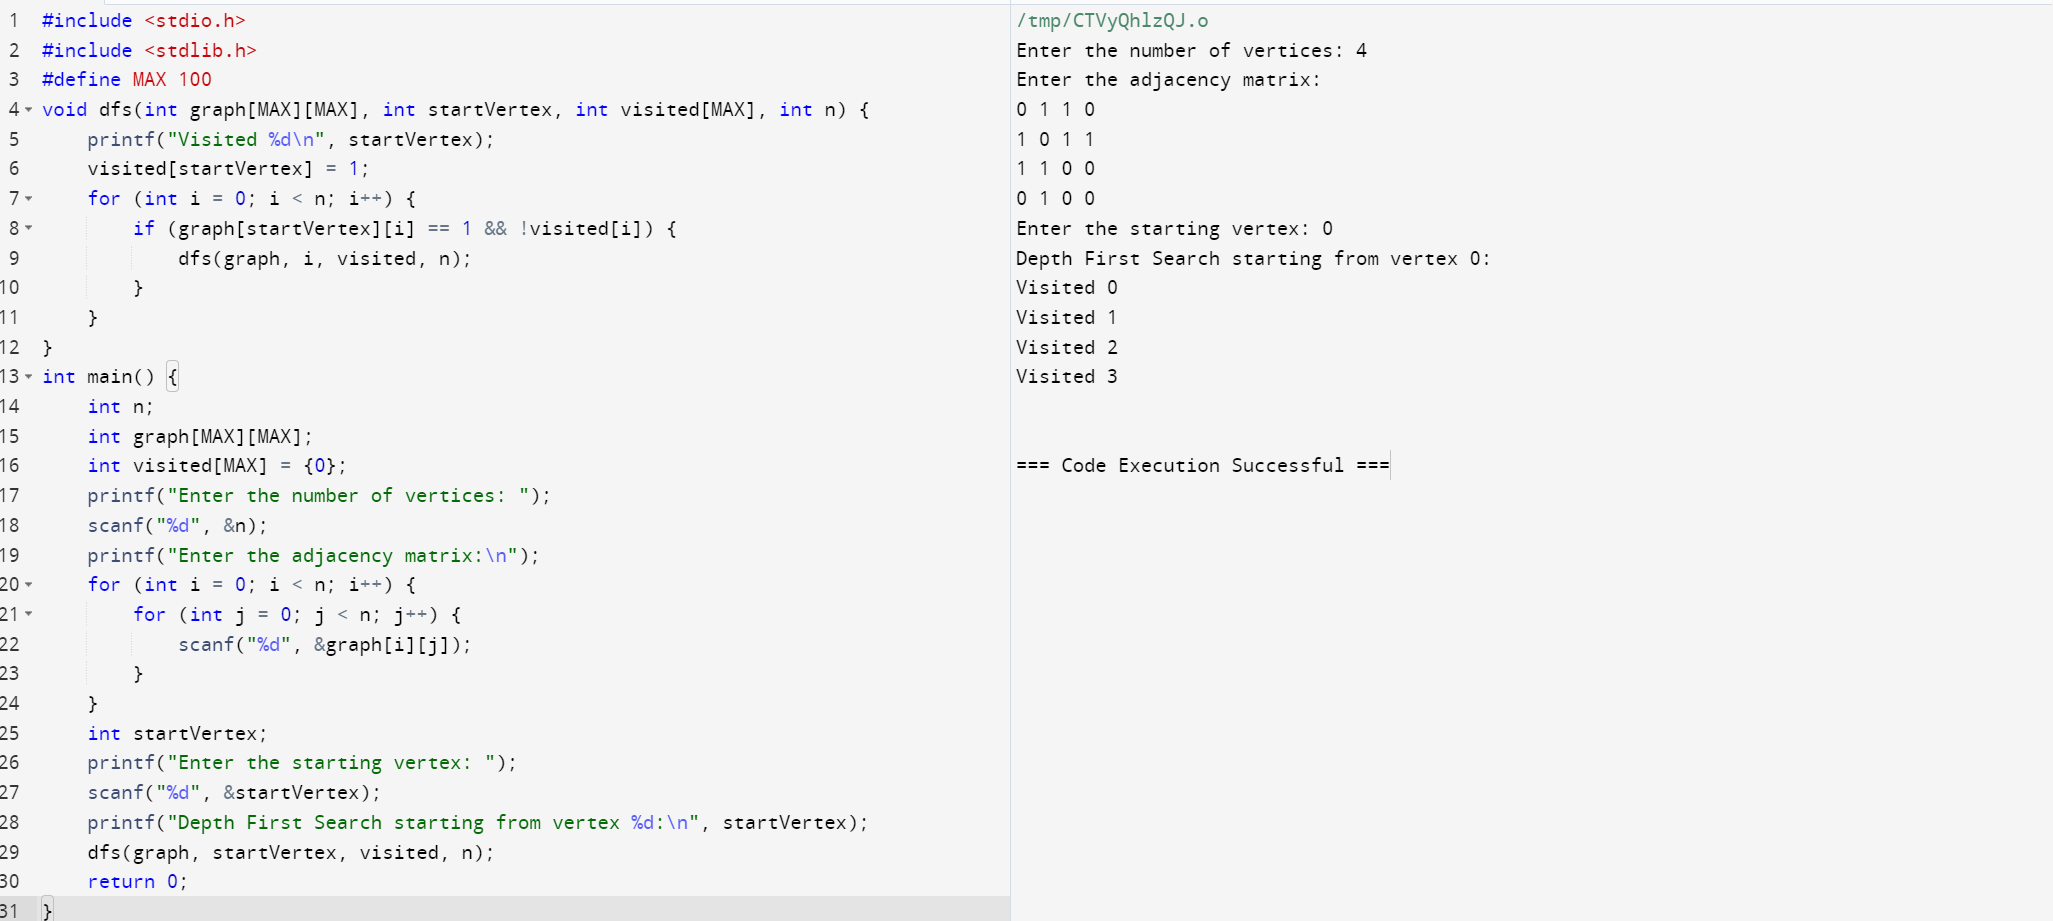 1 #include <stdio.h>
2 #include <stdlib.h>
3 #define MAX 100
4 void dfs(int graph[MAX][MAX], int startVertex, int visited[MAX], int n) {
5     printf("Visited %d\n", startVertex);
6     visited[startVertex] = 1;
7     for (int i = 0; i < n; i++) {
8         if (graph[startVertex][i] == 1 && !visited[i]) {
9             dfs(graph, i, visited, n);
10         }
11     }
12 }
13 int main() {
14     int n;
15     int graph[MAX][MAX];
16     int visited[MAX] = {0};
17     printf("Enter the number of vertices: ");
18     scanf("%d", &n);
19     printf("Enter the adjacency matrix:\n");
20     for (int i = 0; i < n; i++) {
21         for (int j = 0; j < n; j++) {
22             scanf("%d", &graph[i][j]);
23         }
24     }
25     int startVertex;
26     printf("Enter the starting vertex: ");
27     scanf("%d", &startVertex);
28     printf("Depth First Search starting from vertex %d:\n", startVertex);
29     dfs(graph, startVertex, visited, n);
30     return 0;
31 }
/tmp/CTVyQhlzQJ.o
Enter the number of vertices: 4
Enter the adjacency matrix:
0 1 1 0
1 0 1 1
1 1 0 0
0 1 0 0
Enter the starting vertex: 0
Depth First Search starting from vertex 0:
Visited 0
Visited 1
Visited 2
Visited 3
=== Code Execution Successful ===